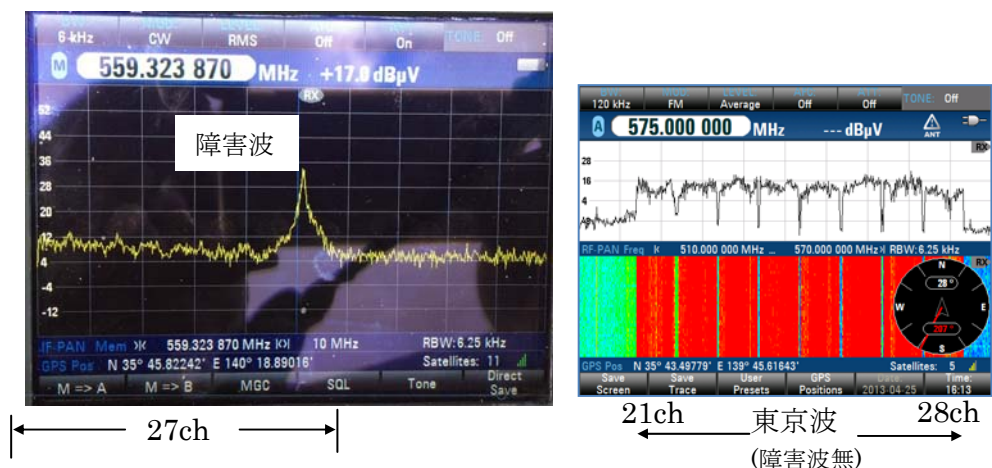 6 kHz CW RMS Off On TONE: Off
M 559.323 870 MHz +17.0 dBμV
RX
52
44
36
28
20
12
4
-4
-12
障害波
IF-PAN Mem 559.323 870 MHz 10 MHz RBW:6.25 kHz
GPS Pos N 35° 45.82242' E 140° 18.89016' Satellites: 11
M => A M => B MGC SQL Tone Direct Save
27ch
120 kHz FM Average Off Off TONE: Off
A 575.000 000 MHz --- dBμV ANT
RX
28
16
4
RF-PAN Freq 510.000 000 MHz ... 570.000 000 MHz RBW:6.25 kHz
RX
N
28°
W E
207°
S
GPS Pos N 35° 43.49779' E 139° 45.61643' Satellites: 5
Save Screen Save Trace User Presets GPS Positions Date: 2013-04-25 Time: 16:13
21ch 東京波 28ch
(障害波無)